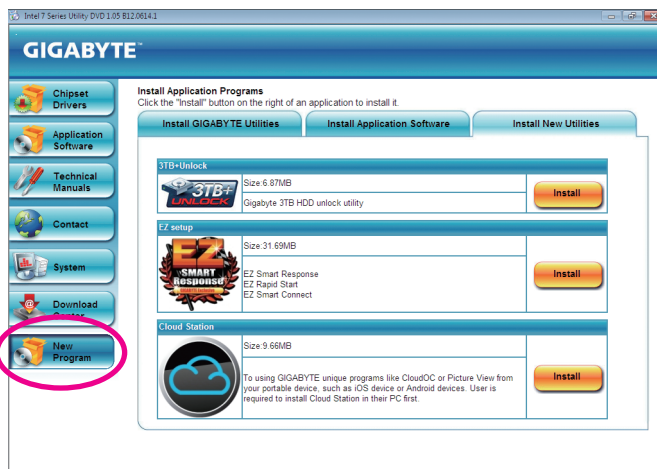 Intel 7 Series Utility DVD 1.05 B12.0614.1
GIGABYTE™
Chipset
Drivers
Application
Software
Technical
Manuals
Contact
System
Download
Center
New
Program
Install Application Programs
Click the "Install" button on the right of an application to install it.
Install GIGABYTE Utilities
Install Application Software
Install New Utilities
3TB+Unlock
3TB+
UNLOCK
Size:6.87MB
Gigabyte 3TB HDD unlock utility
Install
EZ setup
EZ
SMART
Response
Size:31.69MB
EZ Smart Response
EZ Rapid Start
EZ Smart Connect
Install
Cloud Station
Size:9.66MB
To using GIGABYTE unique programs like CloudOC or Picture View from
your portable device, such as iOS device or Android devices. User is
required to install Cloud Station in their PC first.
Install